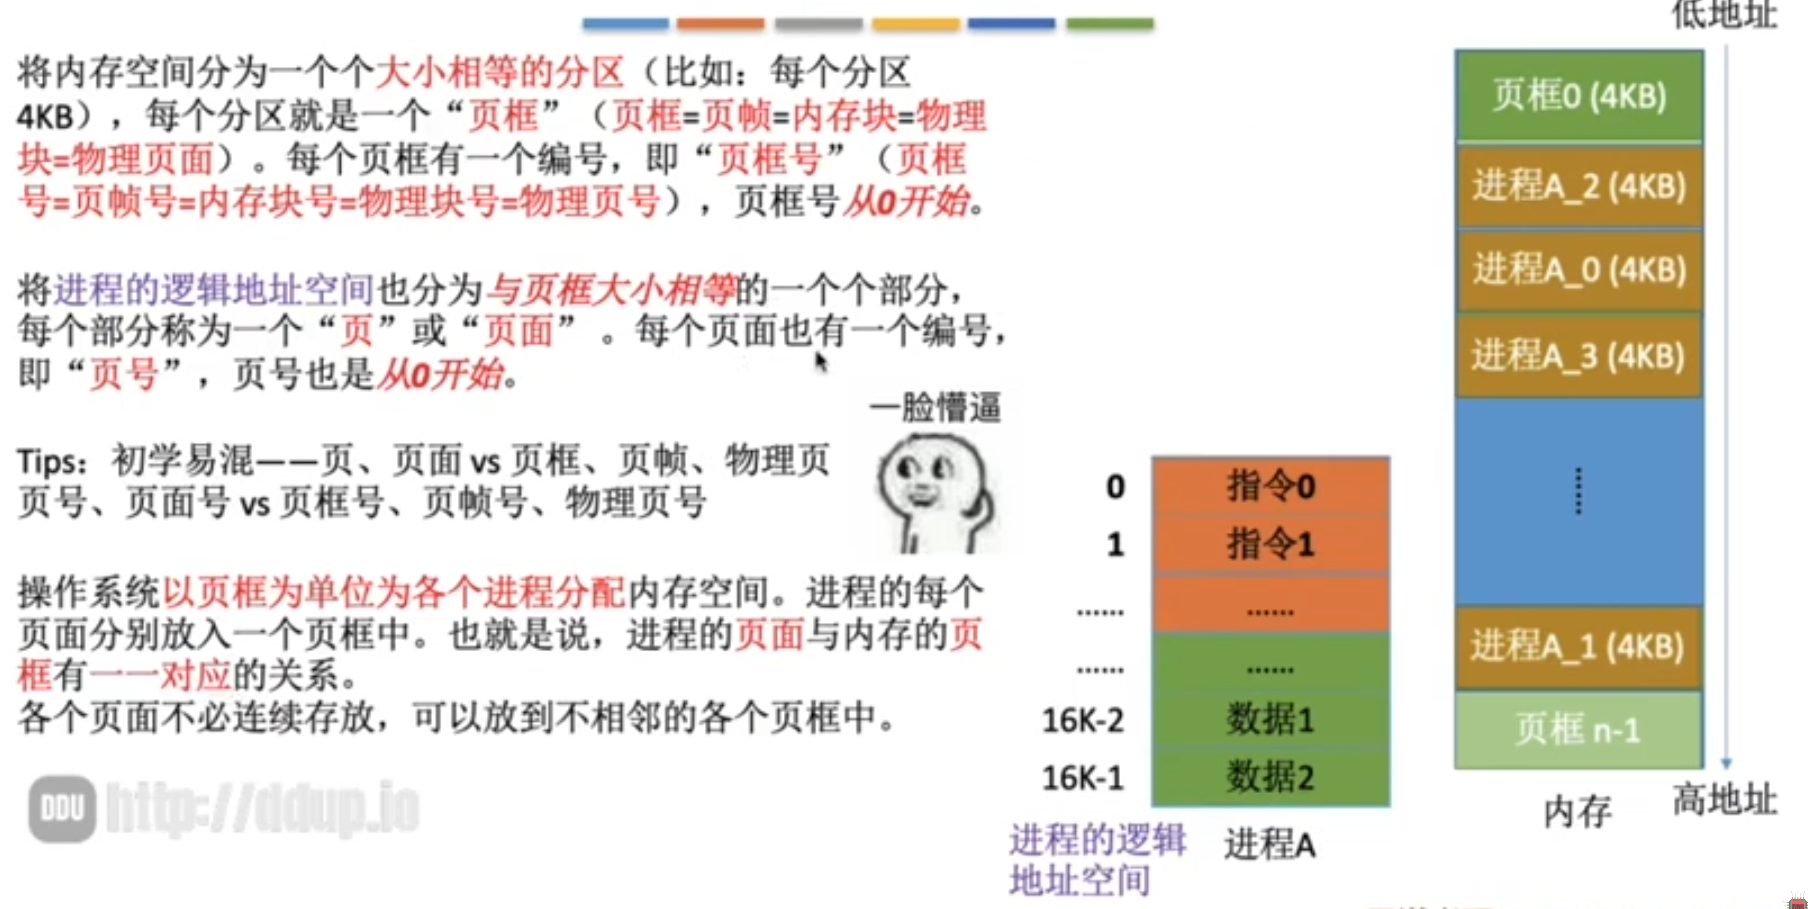 将内存空间分为一个个大小相等的分区（比如：每个分区
4KB），每个分区就是一个“页框”（页框=页帧=内存块=物理
块=物理页面）。每个页框有一个编号，即“页框号”（页框
号=页帧号=内存块号=物理块号=物理页号），页框号从0开始。
将进程的逻辑地址空间也分为与页框大小相等的一个个部分，
每个部分称为一个“页”或“页面” 。每个页面也有一个编号，
即“页号”，页号也是从0开始。
一脸懵逼
Tips：初学易混——页、页面 vs 页框、页帧、物理页
页号、页面号 vs 页框号、页帧号、物理页号
操作系统以页框为单位为各个进程分配内存空间。进程的每个
页面分别放入一个页框中。也就是说，进程的页面与内存的页
框有一一对应的关系。
各个页面不必连续存放，可以放到不相邻的各个页框中。
DDU http://ddup.io
0 指令0
1 指令1
...... ......
...... ......
16K-2 数据1
16K-1 数据2
进程的逻辑
地址空间
进程A
低地址
页框0 (4KB)
进程A_2 (4KB)
进程A_0 (4KB)
进程A_3 (4KB)
......
进程A_1 (4KB)
页框 n-1
内存
高地址